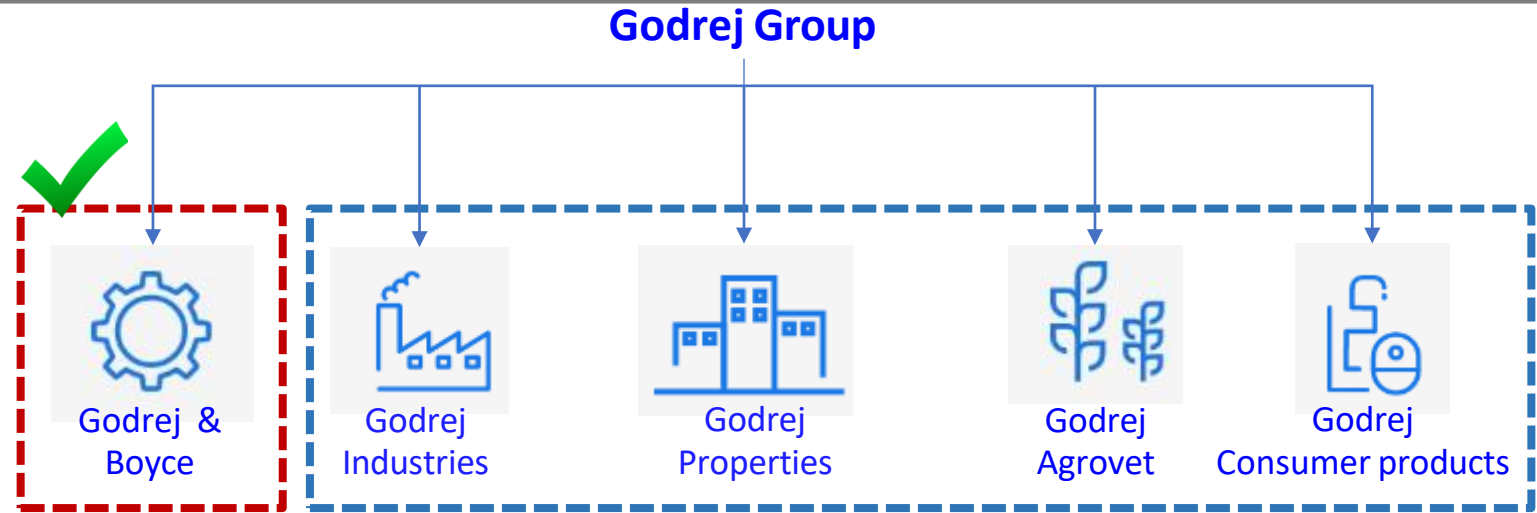 Godrej Group
Godrej &
Boyce
Godrej
Industries
Godrej
Properties
Godrej
Agrovet
Godrej
Consumer products